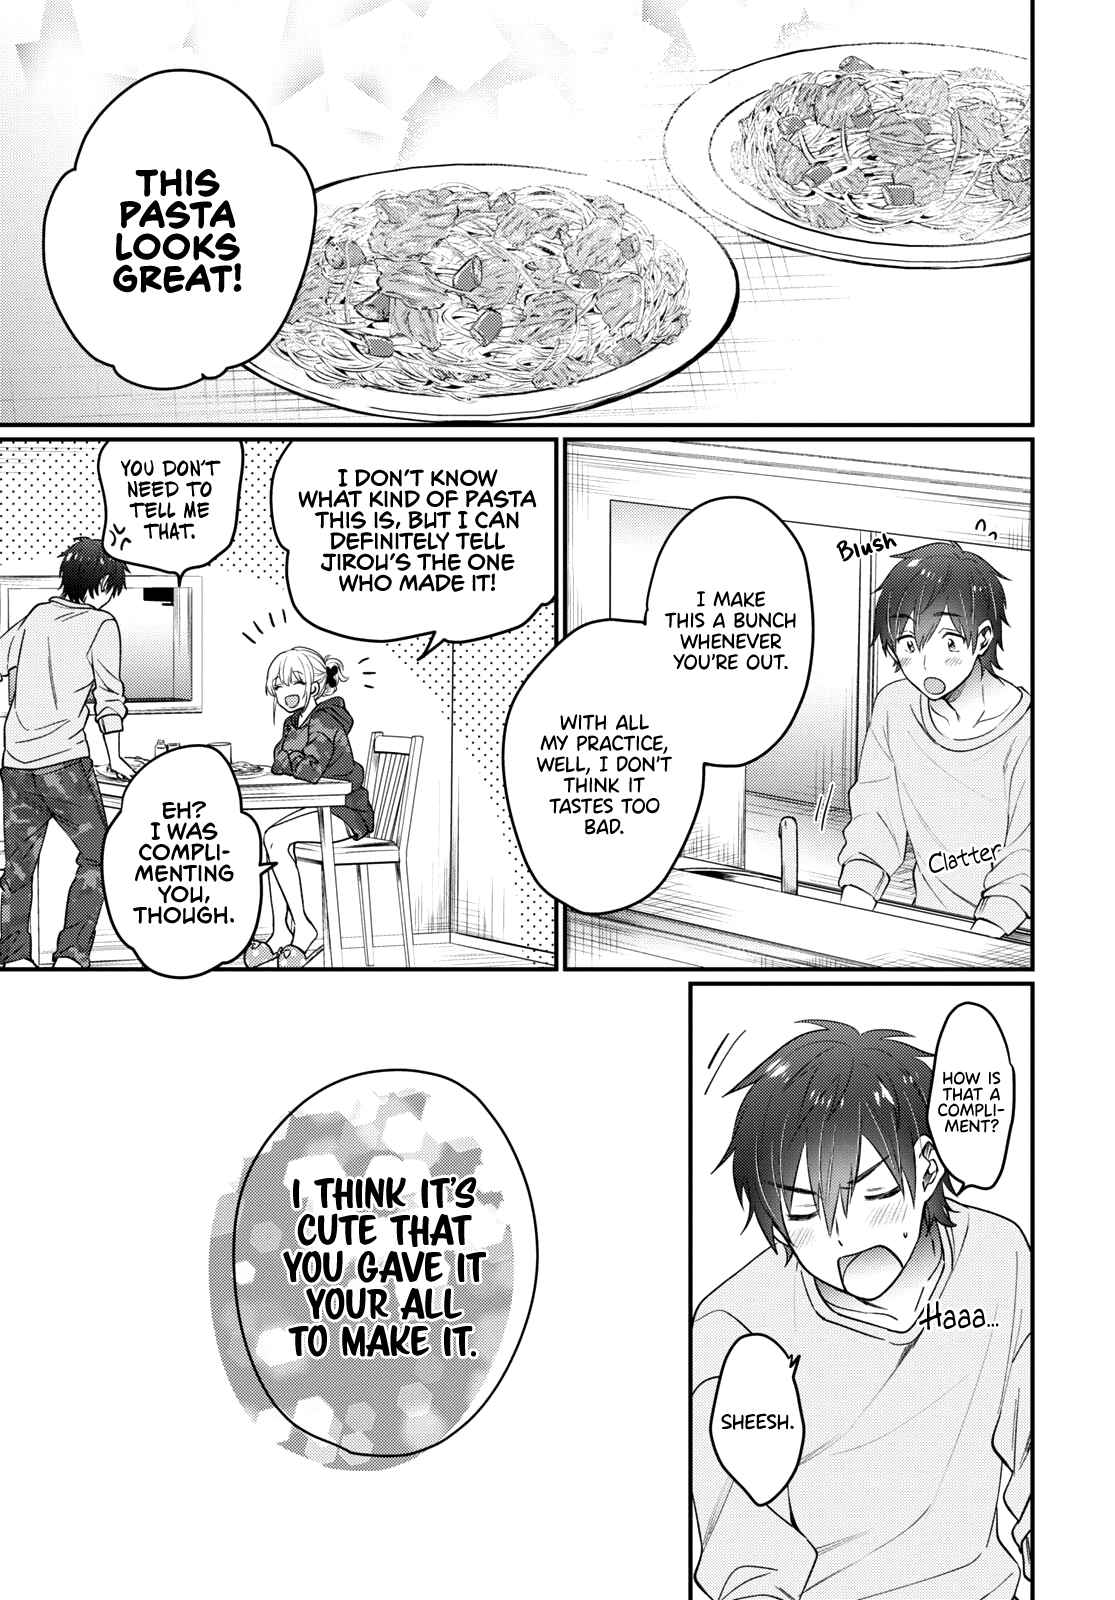 THIS
PASTA
LOOKS
GREAT!
Blush
I MAKE
THIS A BUNCH
WHENEVER
YOU'RE OUT.
WITH ALL
MY PRACTICE,
WELL, I DON'T
THINK IT
TASTES TOO
BAD.
Clatter
I DON'T KNOW
WHAT KIND OF PASTA
THIS IS, BUT I CAN
DEFINITELY TELL
JIROU'S THE ONE
WHO MADE IT!
YOU DON'T
NEED TO
TELL ME
THAT.
EH?
I WAS
COMPLI-
MENTING
YOU,
THOUGH.
HOW IS
THAT A
COMPLI-
MENT?
Haaa...
SHEESH.
I THINK IT'S
CUTE THAT
YOU GAVE IT
YOUR ALL
TO MAKE IT.